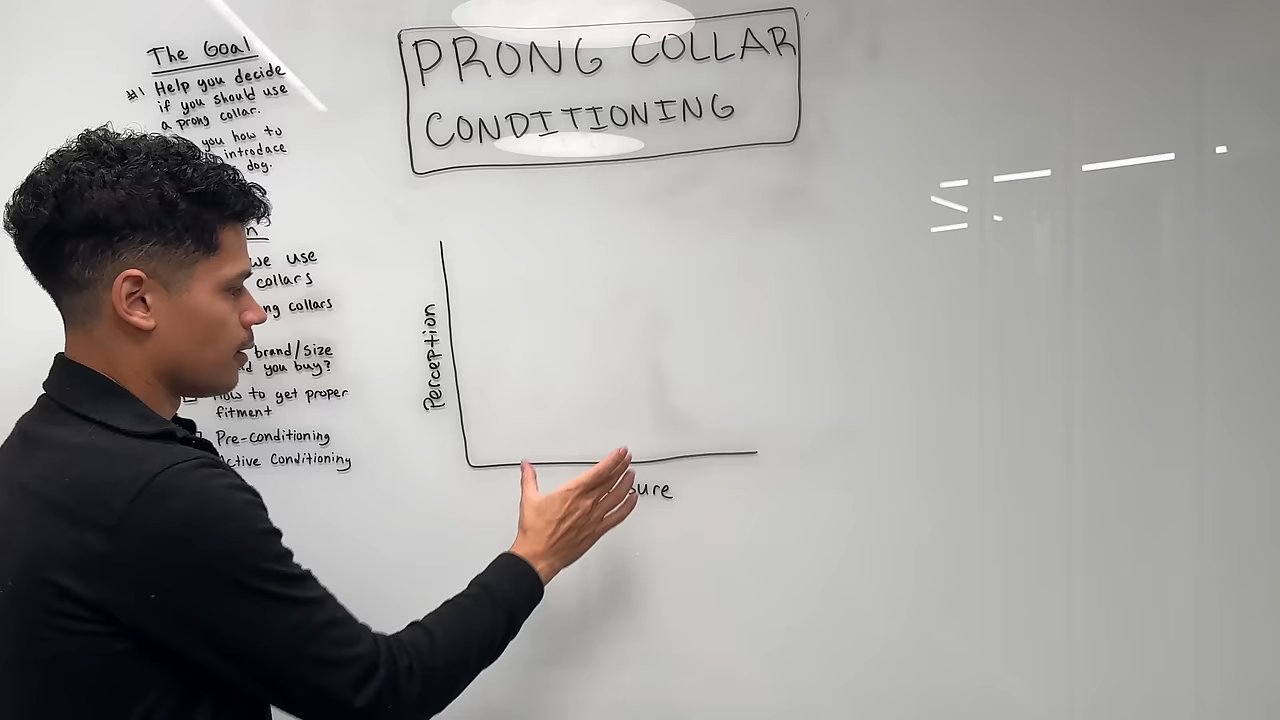 The Goal
#1 Help you decide
if you should use
a prong collar.
you how to
introduce
dog.
we use
collars
collars
brand/Size
you buy?
How to get proper
fitment
Pre-conditioning
Active Conditioning
PRONG COLLAR
CONDITIONING
Perception